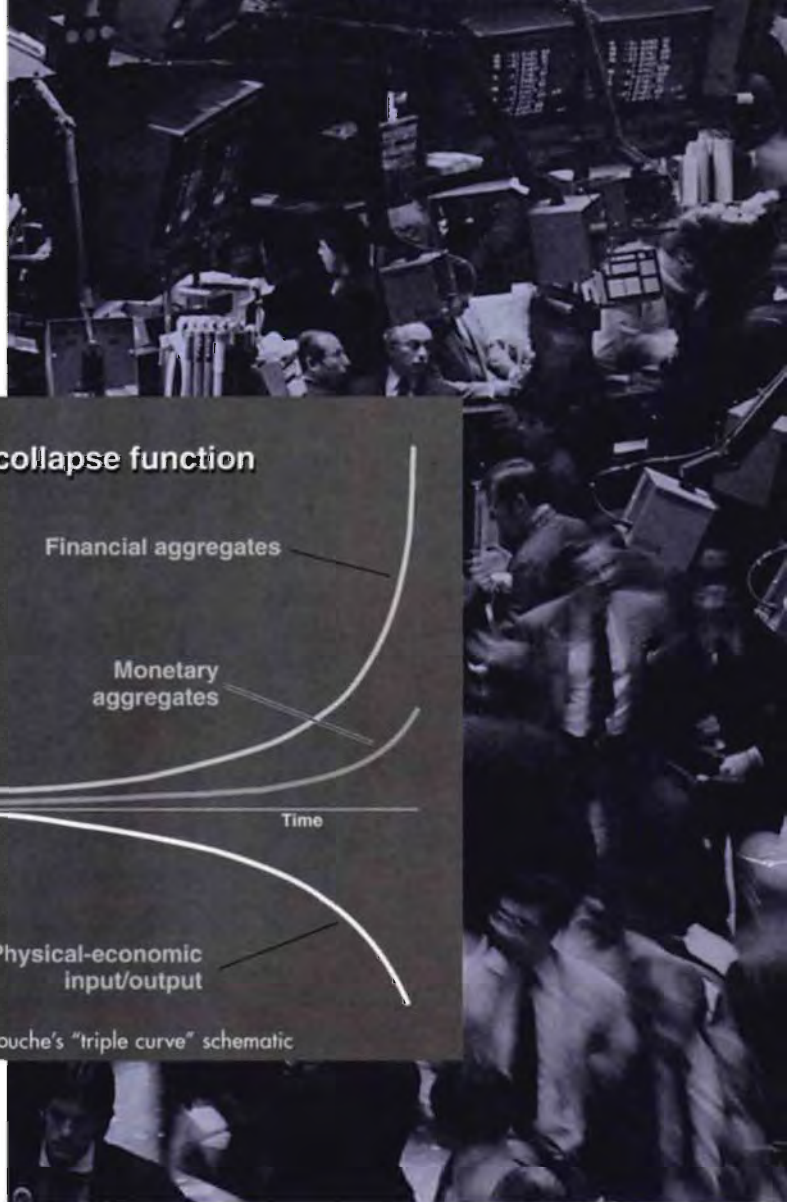 collapse function
Financial aggregates
Monetary
aggregates
Time
Physical-economic
input/output
ouche's "triple curve" schematic